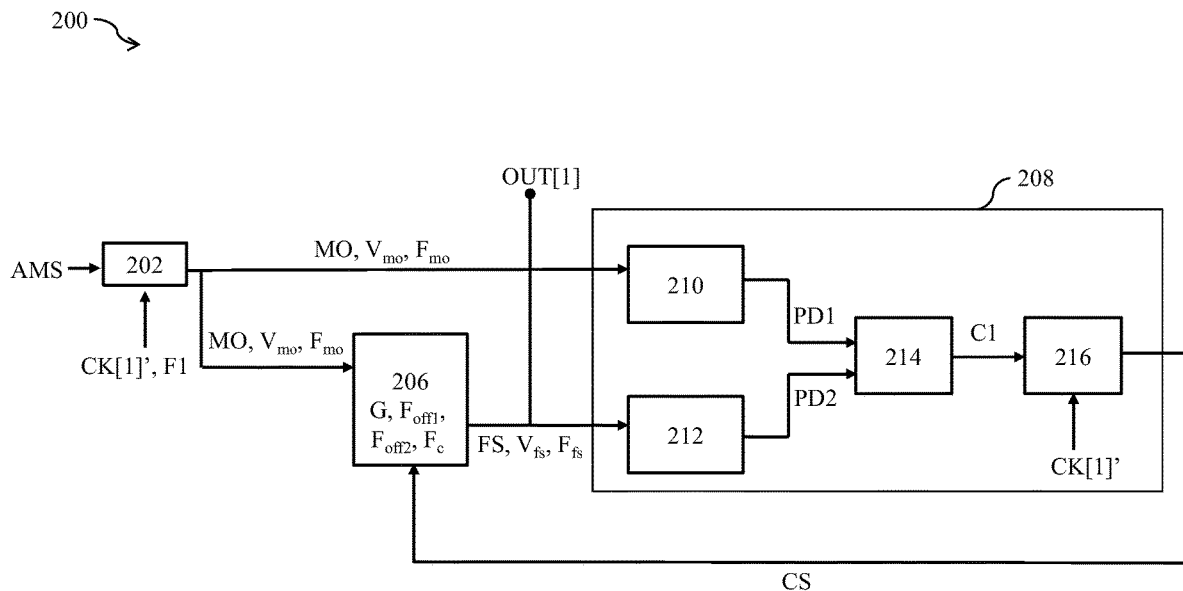 200
OUT[1]
208
AMS
202
MO, Vmo, Fmo
210
PD1
MO, Vmo, Fmo
CK[1]', F1
206
G, Foff1,
Foff2, Fc
FS, Vfs, Ffs
212
PD2
214
C1
216
CK[1]'
CS